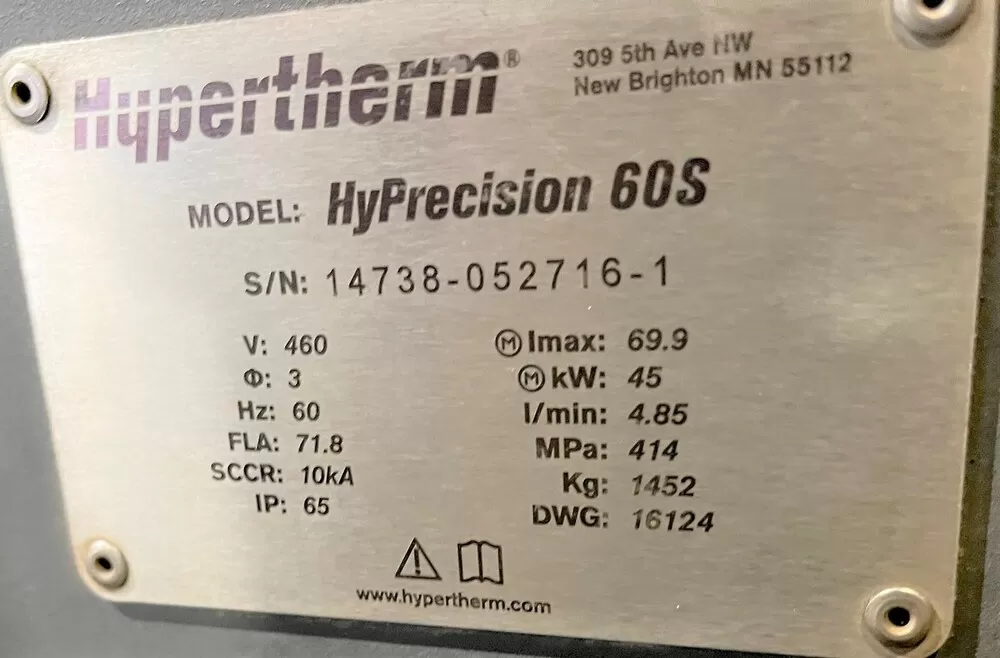 Hypertherm®
309 5th Ave NW
New Brighton MN 55112
MODEL: HyPrecision 60S
S/N: 14738-052716-1
V: 460
Φ: 3
Hz: 60
FLA: 71.8
SCCR: 10kA
IP: 65
Ⓜ Imax: 69.9
Ⓜ kW: 45
l/min: 4.85
MPa: 414
Kg: 1452
DWG: 16124
www.hypertherm.com